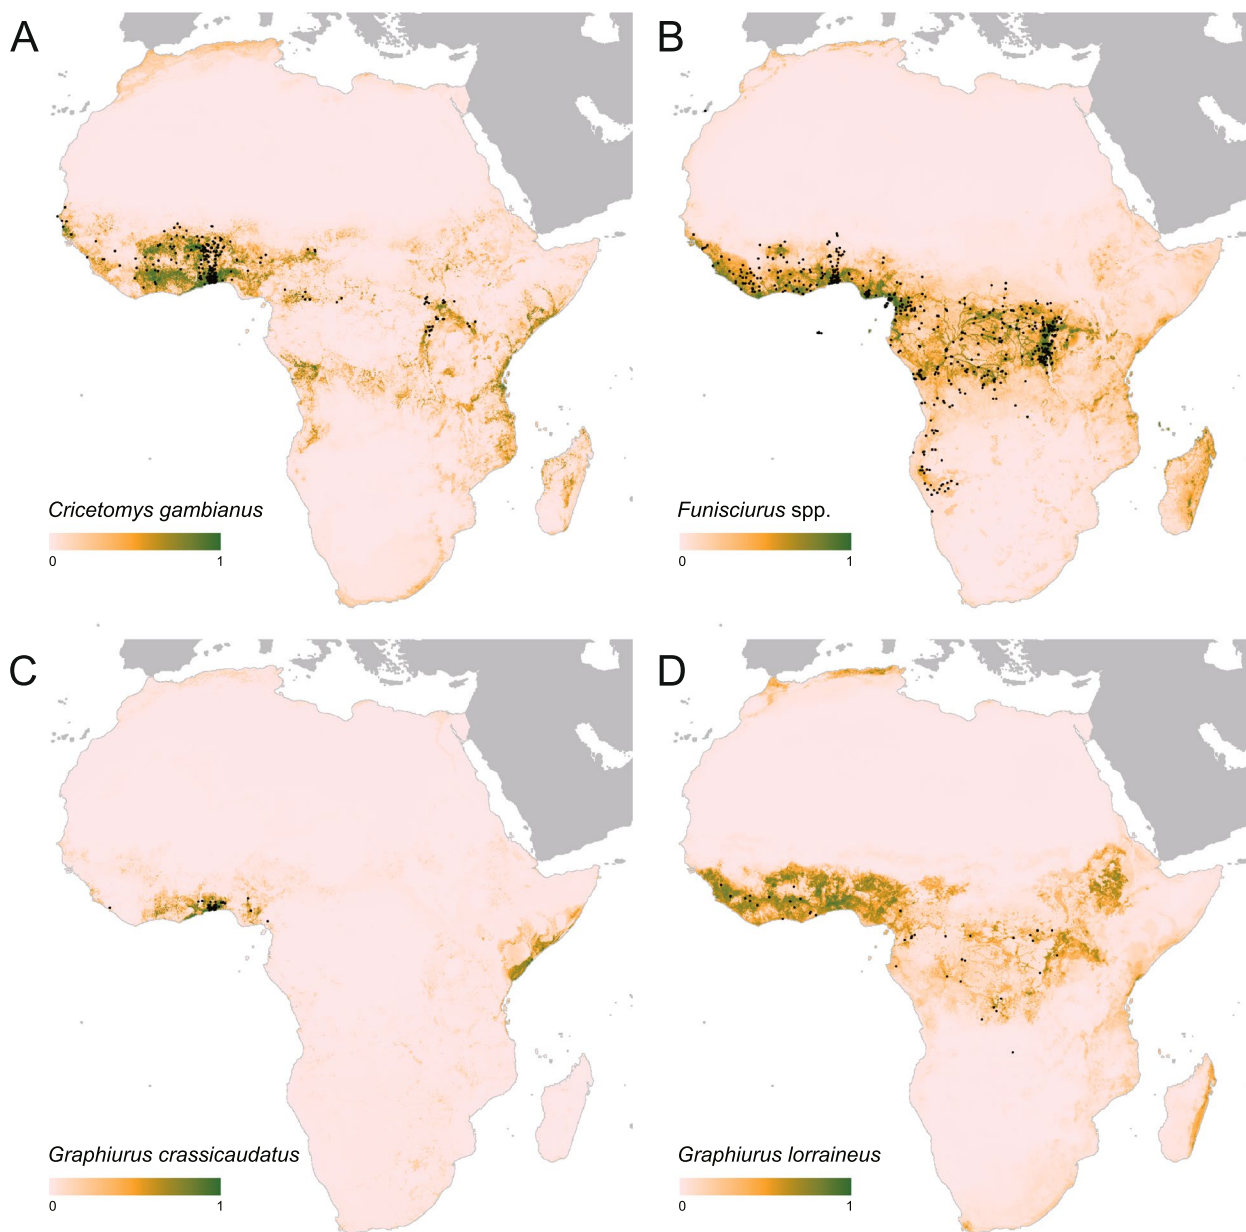 A
B
Cricetomys gambianus
0 1
Funisciurus spp.
0 1
C
D
Graphiurus crassicaudatus
0 1
Graphiurus lorraineus
0 1